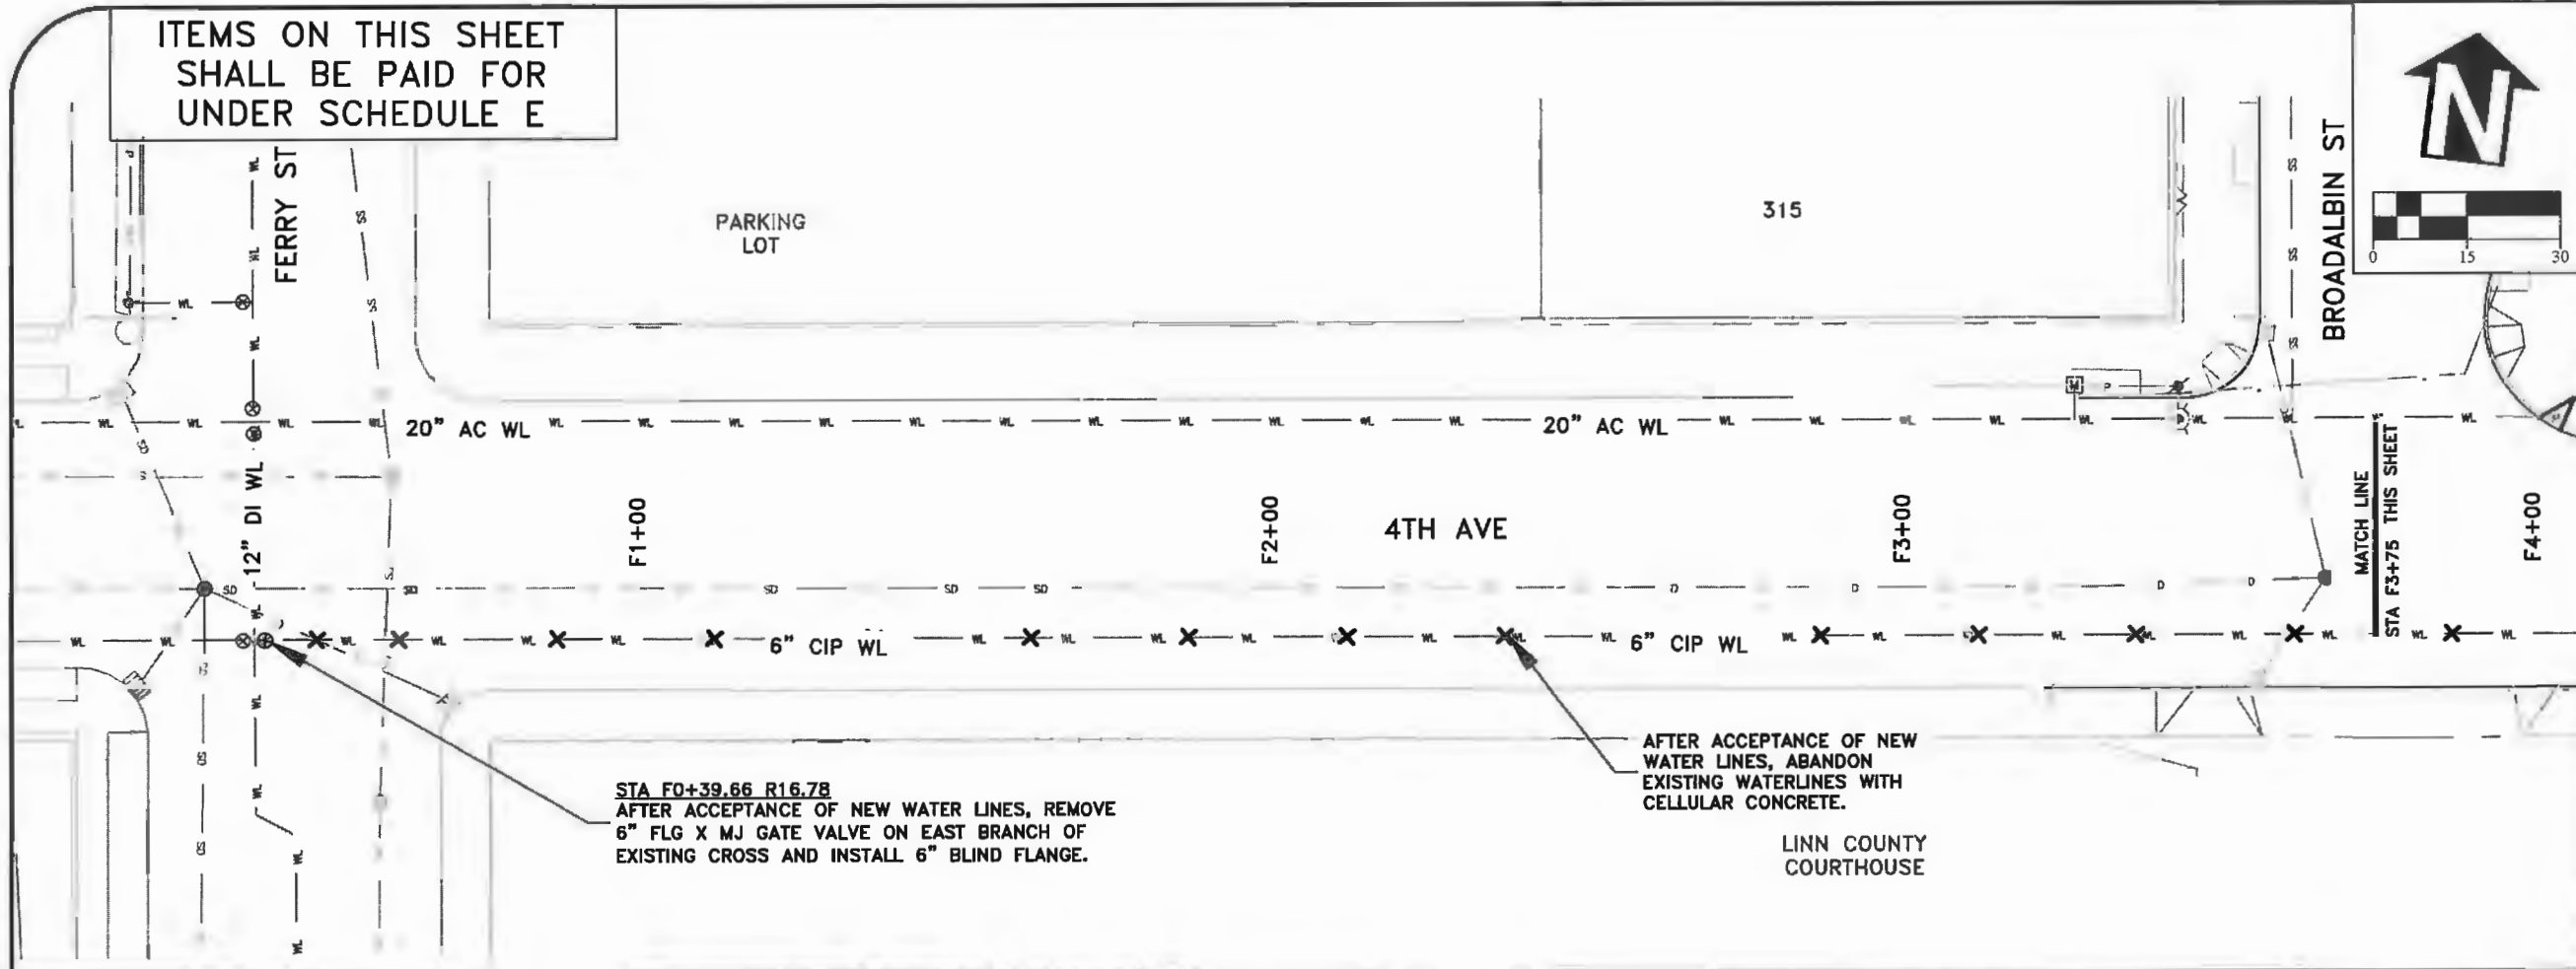 ITEMS ON THIS SHEET
SHALL BE PAID FOR
UNDER SCHEDULE E
FERRY ST
PARKING
LOT
315
BROADALBIN ST
N
0 15 30
20" AC WL
20" AC WL
12" DI WL
F1+00
F2+00
4TH AVE
F3+00
MATCH LINE
STA F3+75 THIS SHEET
F4+00
SD SD SD SD SD
D D D D
6" CIP WL
6" CIP WL
STA F0+39.66 R16.78
AFTER ACCEPTANCE OF NEW WATER LINES, REMOVE
6" FLG X MJ GATE VALVE ON EAST BRANCH OF
EXISTING CROSS AND INSTALL 6" BLIND FLANGE.
AFTER ACCEPTANCE OF NEW
WATER LINES, ABANDON
EXISTING WATERLINES WITH
CELLULAR CONCRETE.
LINN COUNTY
COURTHOUSE